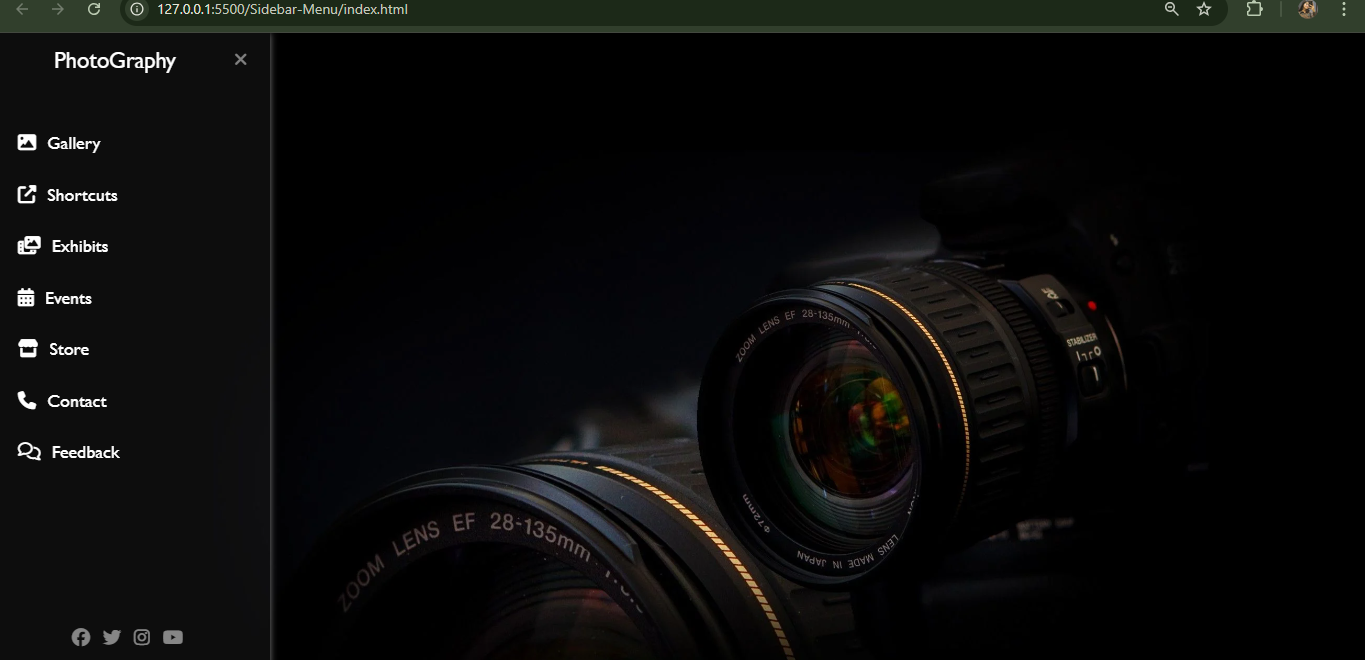 127.0.0.1:5500/Sidebar-Menu/index.html
PhotoGraphy
Gallery
Shortcuts
Exhibits
Events
Store
Contact
Feedback
ZOOM LENS EF 28-135mm
STABILIZER
LENS MADE IN JAPAN
72mm
ZOOM LENS EF 28-135mm